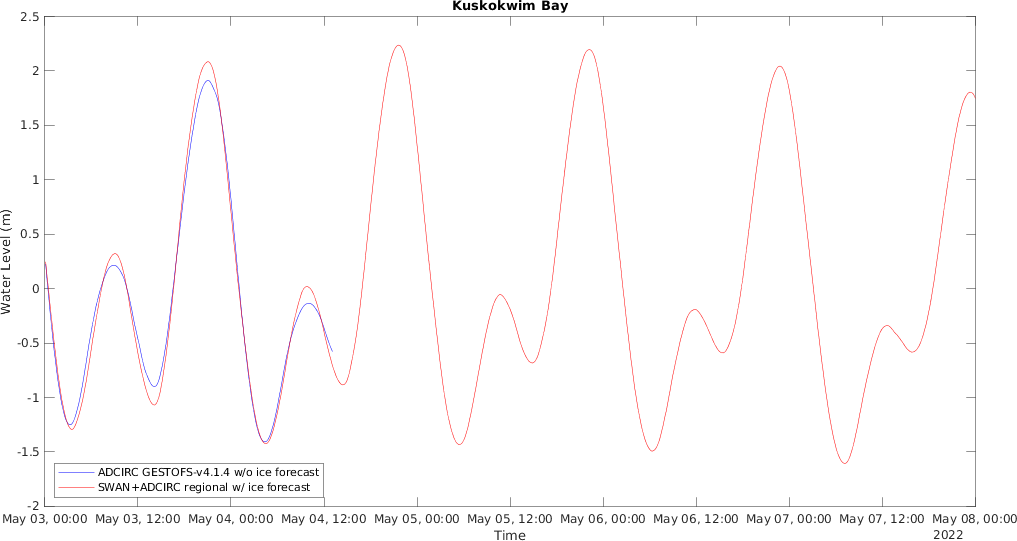 Kuskokwim Bay
2.5
2
1.5
1
0.5
0
-0.5
-1
-1.5
-2
Water Level (m)
ADCIRC GESTOFS-v4.1.4 w/o ice forecast
SWAN+ADCIRC regional w/ ice forecast
May 03, 00:00 May 03, 12:00 May 04, 00:00 May 04, 12:00 May 05, 00:00 May 05, 12:00 May 06, 00:00 May 06, 12:00 May 07, 00:00 May 07, 12:00 May 08, 00:00
Time
2022